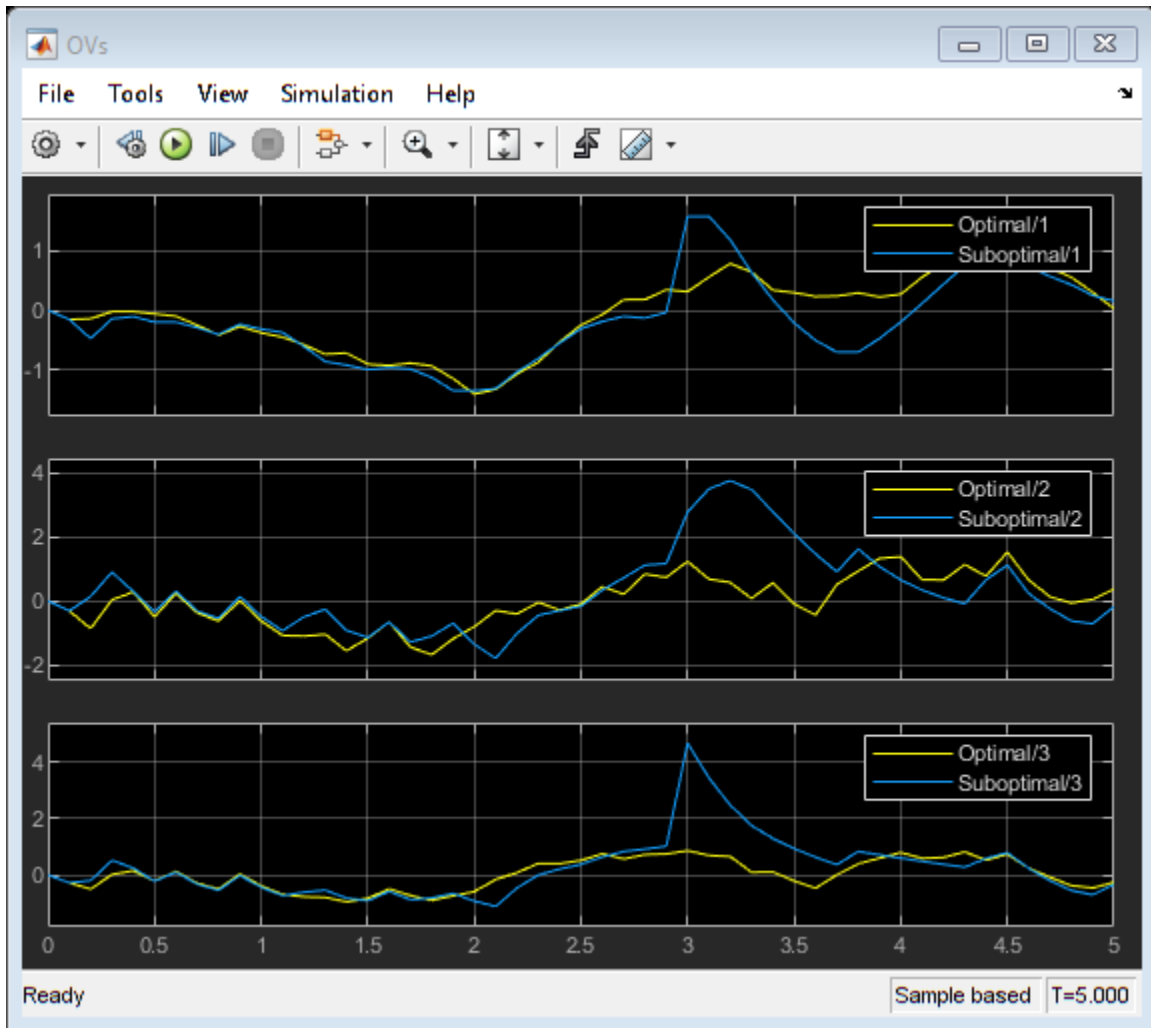 OVs
File Tools View Simulation Help
1
0
-1
Optimal/1
Suboptimal/1
4
2
0
-2
Optimal/2
Suboptimal/2
4
2
0
Optimal/3
Suboptimal/3
0 0.5 1 1.5 2 2.5 3 3.5 4 4.5 5
Ready Sample based T=5.000